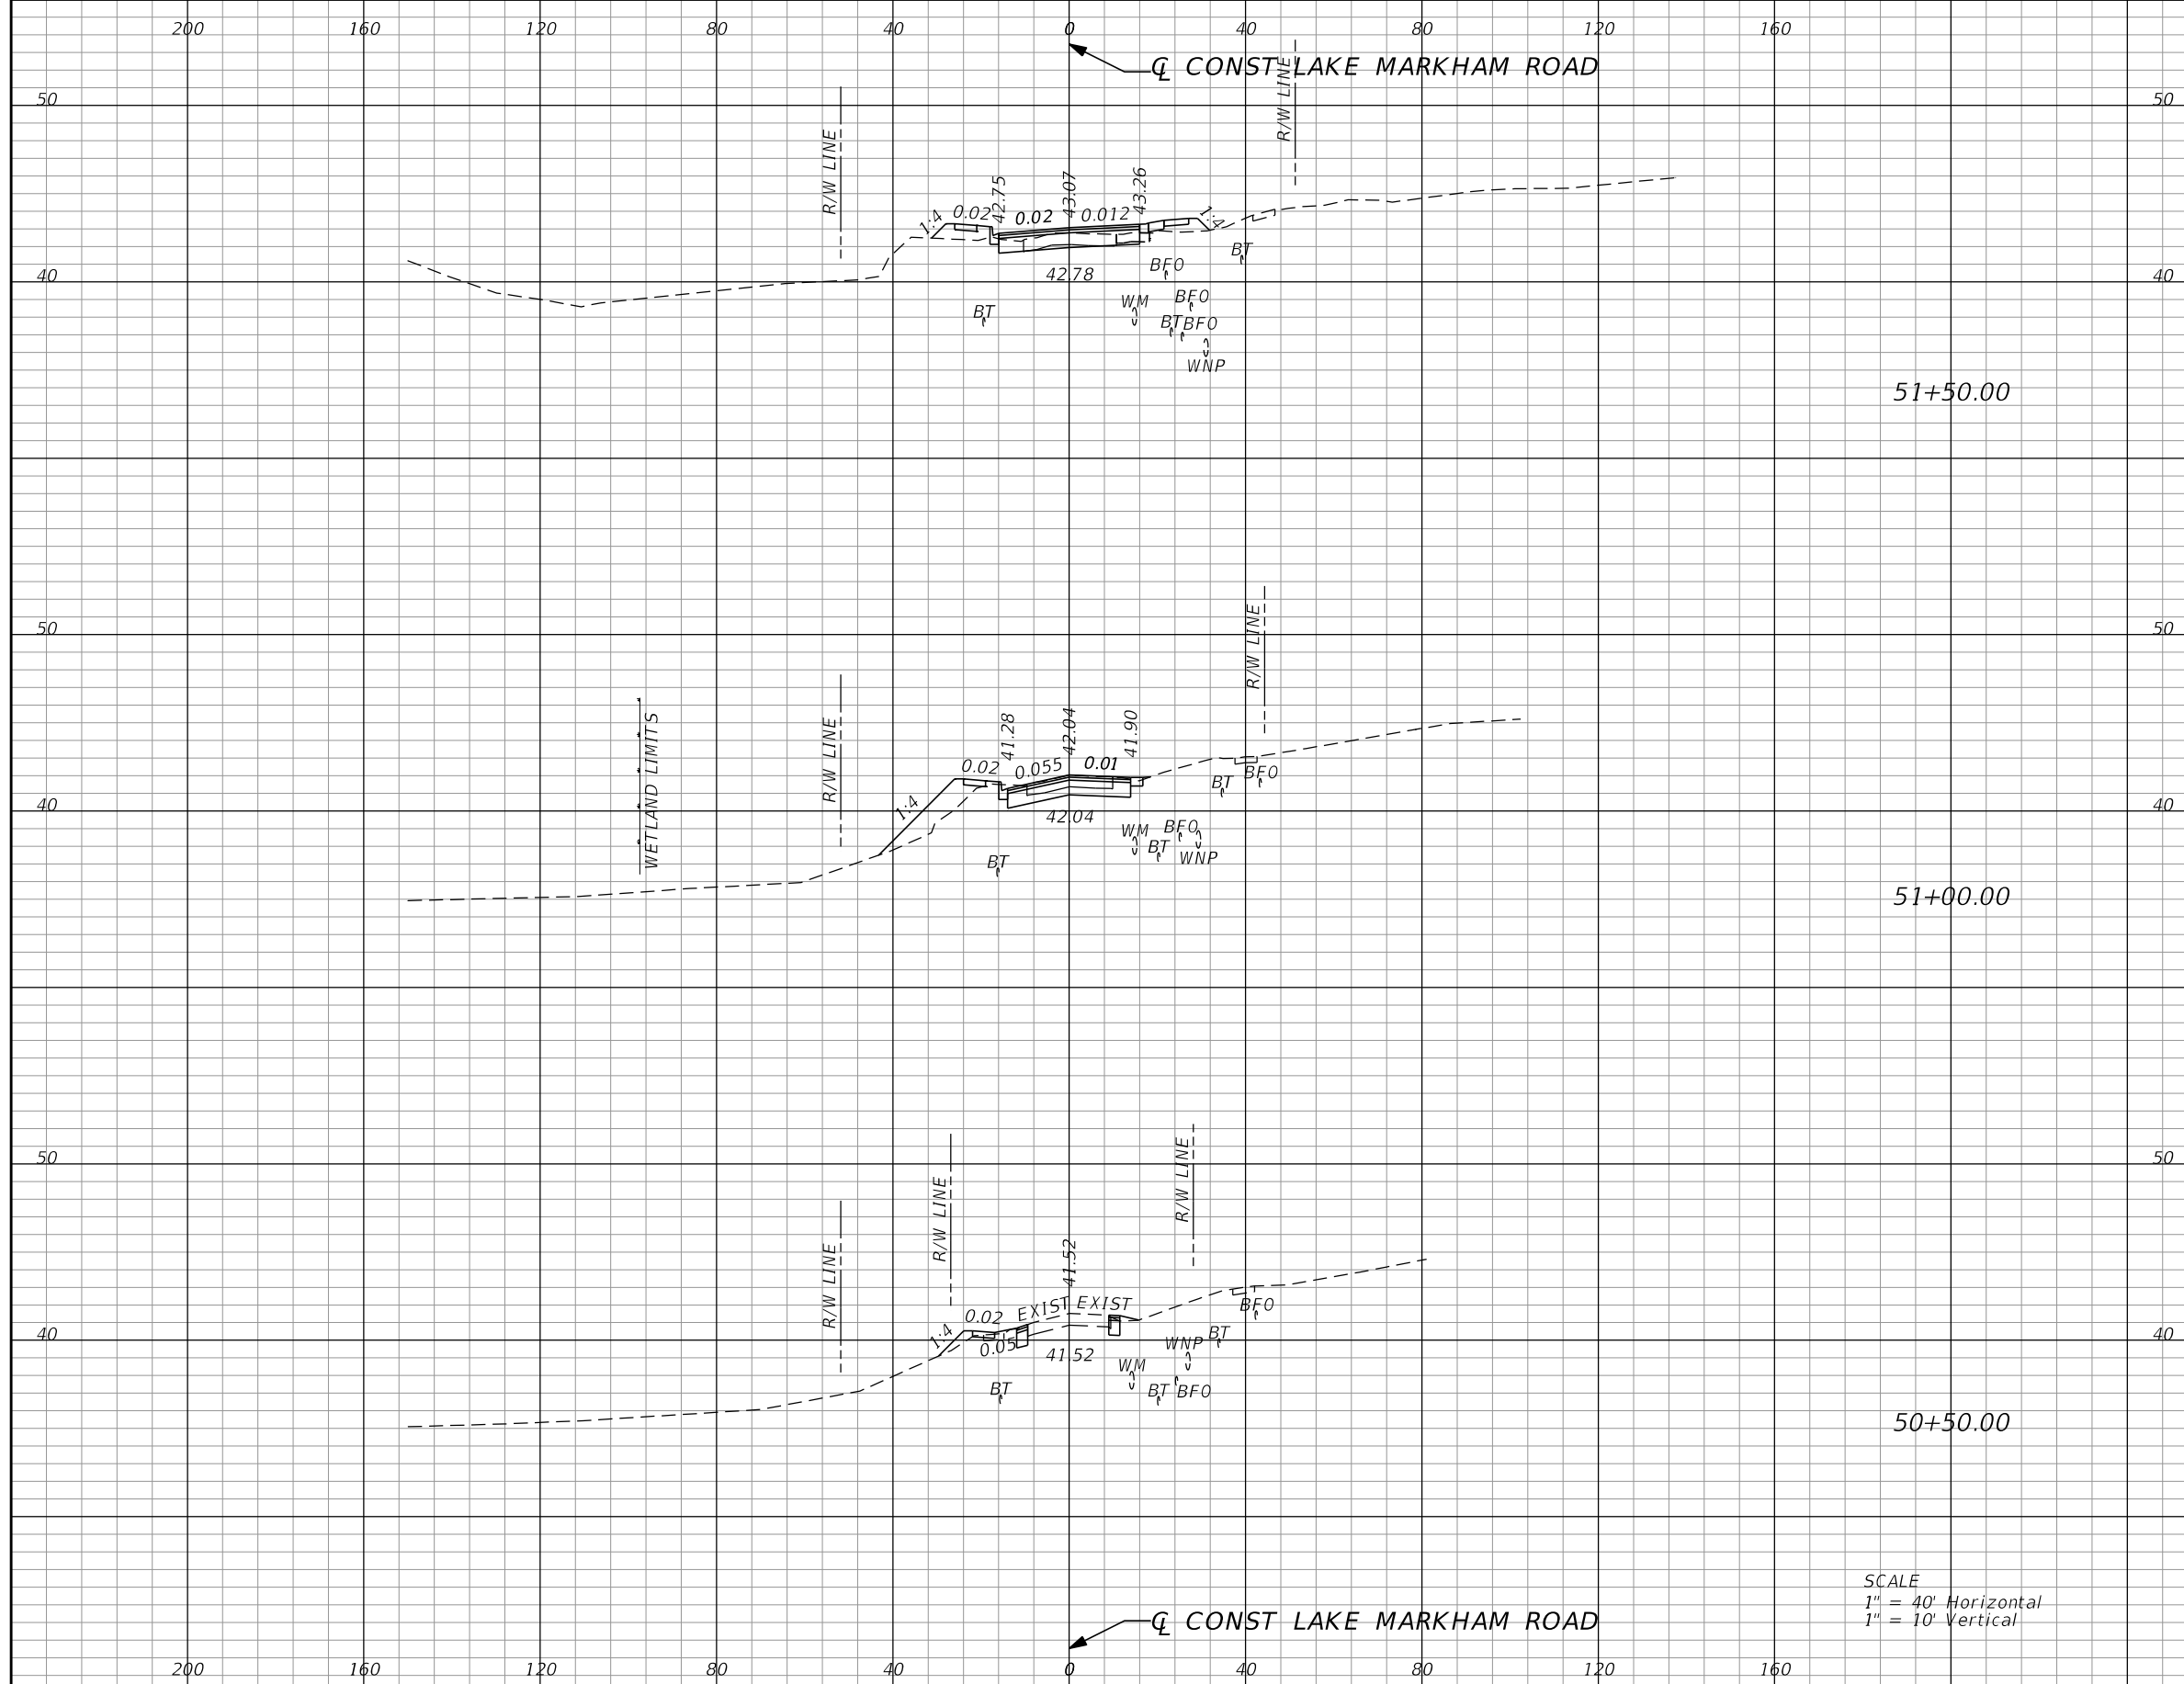 200 160 120 80 40 0 40 80 120 160
℄ CONST LAKE MARKHAM ROAD
R/W LINE
R/W LINE
50 50
1:4 0.02 42.75 0.02 43.07 0.012 43.26 1:4
40 40
42.78
BT
BFO
BT
WM
BFO
BT BFO
WNP
51+50.00
50 50
R/W LINE
WETLAND LIMITS
R/W LINE
1:4 0.02 41.28 0.055 42.04 0.01 41.90
40 40
42.04
BT
BFO
BT
WM
BFO
BT
WNP
51+00.00
50 50
R/W LINE
R/W LINE
R/W LINE
41.52
1:4 0.02 EXIST EXIST
0.05
40 40
41.52
BFO
BT
WNP
WM
BT
BT
BFO
50+50.00
SCALE
1" = 40' Horizontal
1" = 10' Vertical
℄ CONST LAKE MARKHAM ROAD
200 160 120 80 40 0 40 80 120 160